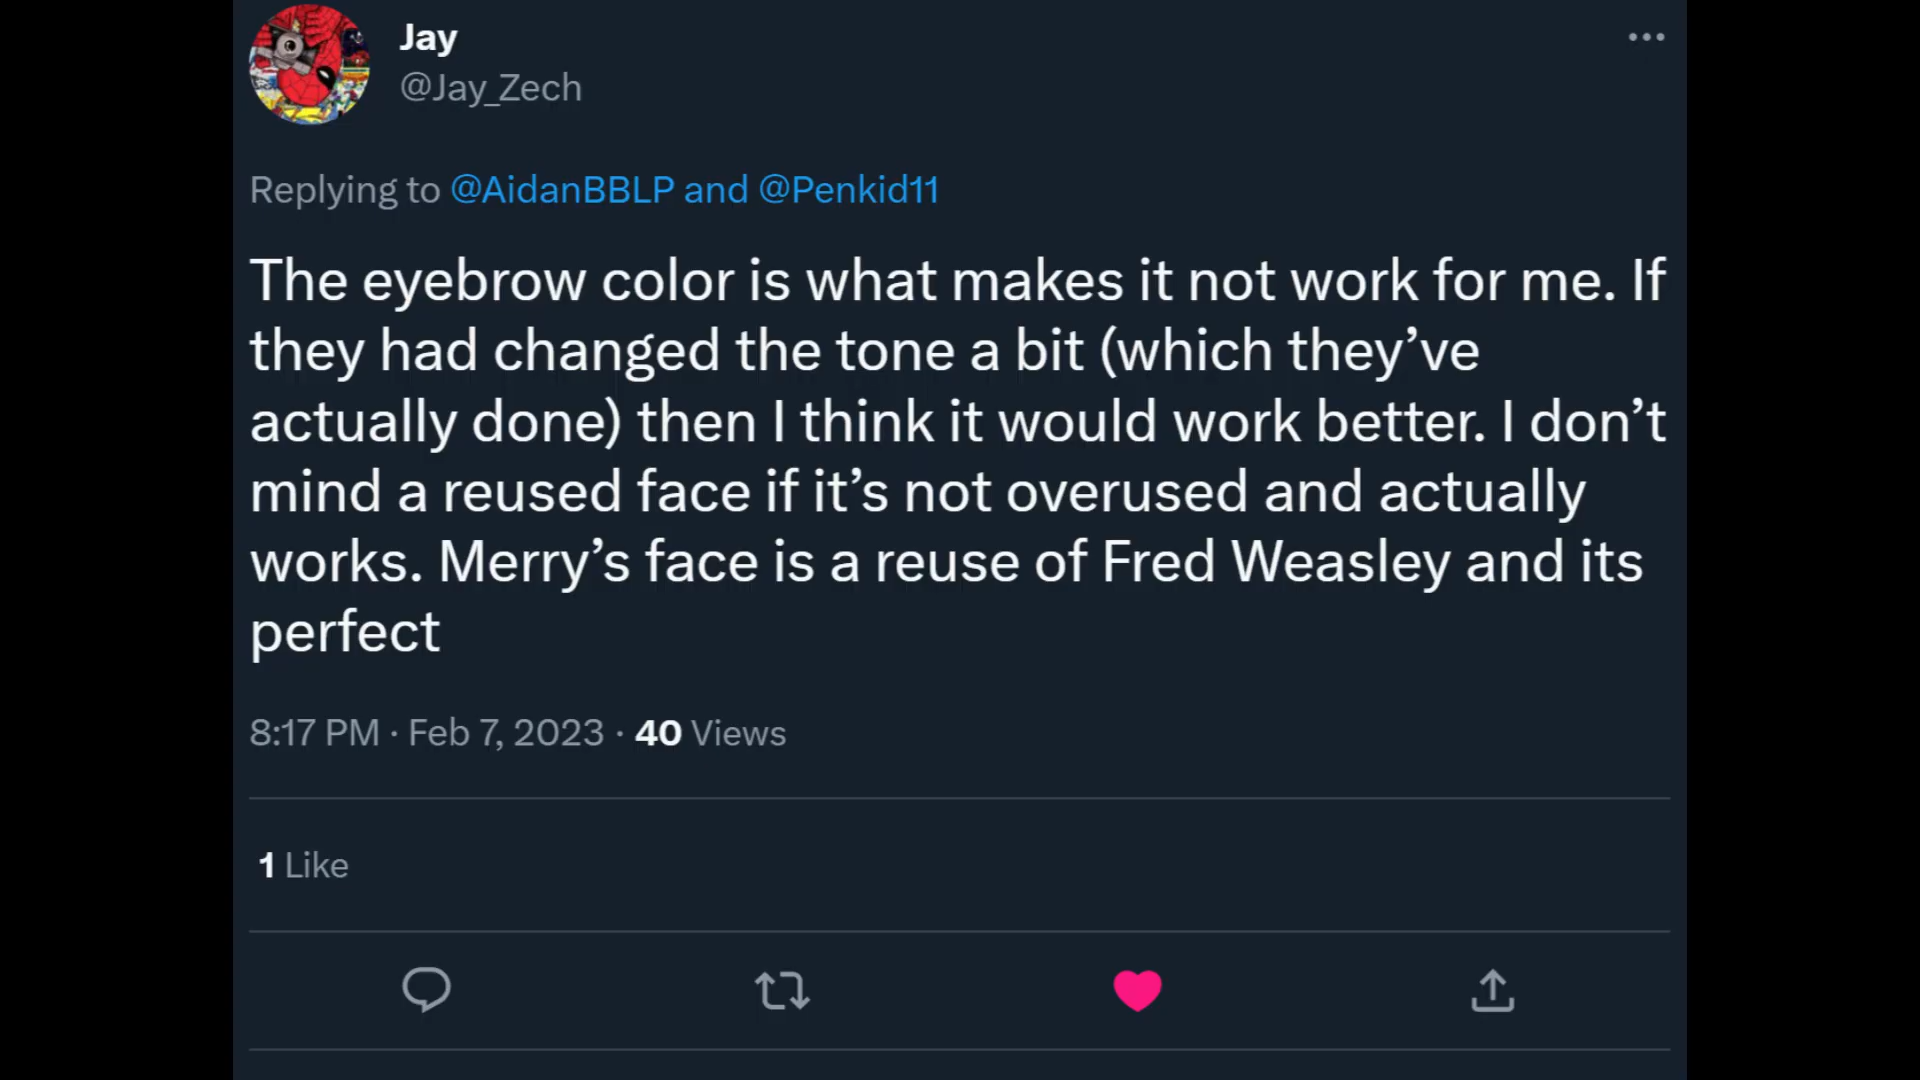 Jay
@Jay_Zech
Replying to @AidanBBLP and @Penkid11
The eyebrow color is what makes it not work for me. If
they had changed the tone a bit (which they’ve
actually done) then I think it would work better. I don’t
mind a reused face if it’s not overused and actually
works. Merry’s face is a reuse of Fred Weasley and its
perfect
8:17 PM · Feb 7, 2023 · 40 Views
1 Like